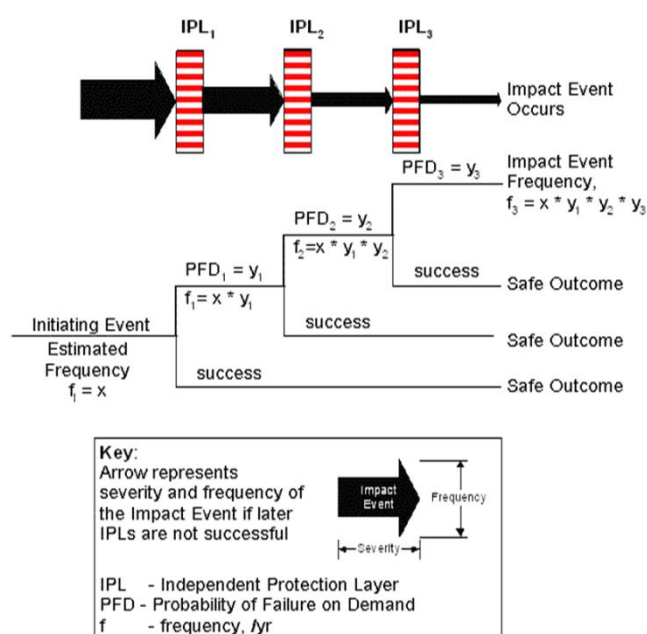 IPL1 IPL2 IPL3
Impact Event
Occurs
PFD3 = y3
Impact Event
Frequency,
f3 = x * y1 * y2 * y3
PFD2 = y2
f2=x * y1 * y2
PFD1 = y1
f1= x * y1
success
Safe Outcome
Initiating Event
Estimated
Frequency
fi = x
success
Safe Outcome
success
Safe Outcome
Key:
Arrow represents
severity and frequency of
the Impact Event if later
IPLs are not successful
Impact
Event
Frequency
Severity
IPL - Independent Protection Layer
PFD - Probability of Failure on Demand
f - frequency, /yr